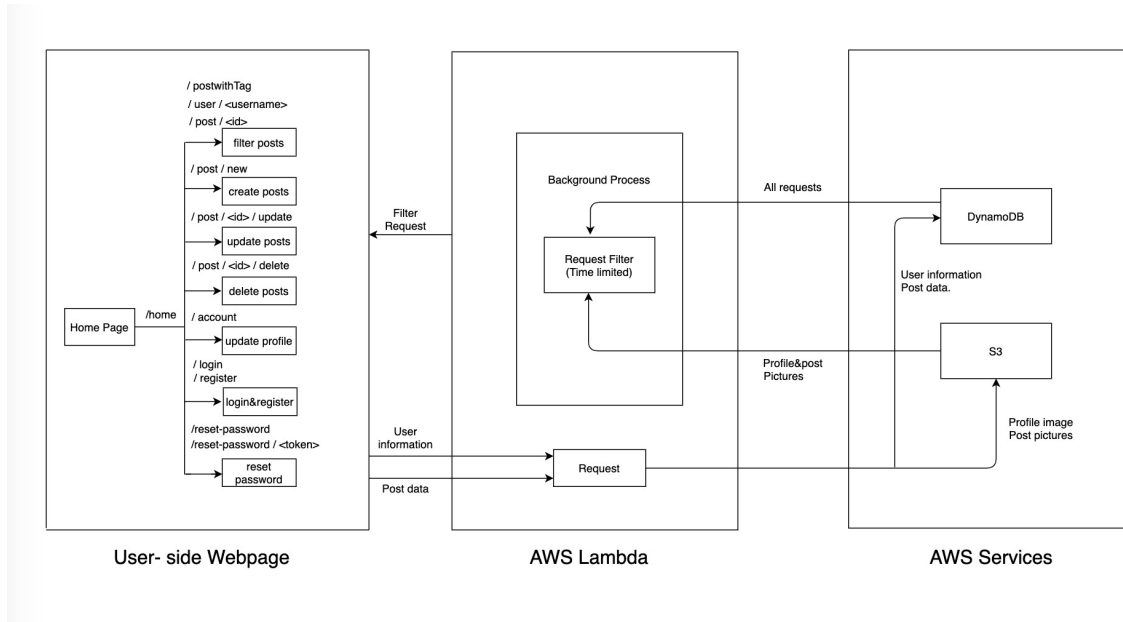 / postwithTag
/ user / <username>
/ post / <id>
filter posts
/ post / new
create posts
/ post / <id> / update
update posts
/ post / <id> / delete
delete posts
Home Page
/home
/ account
update profile
/ login
/ register
login&register
/reset-password
/reset-password / <token>
reset
password
User- side Webpage
Filter
Request
User
information
Post data
Background Process
Request Filter
(Time limited)
Request
AWS Lambda
All requests
Profile&post
Pictures
DynamoDB
User information
Post data.
S3
Profile image
Post pictures
AWS Services